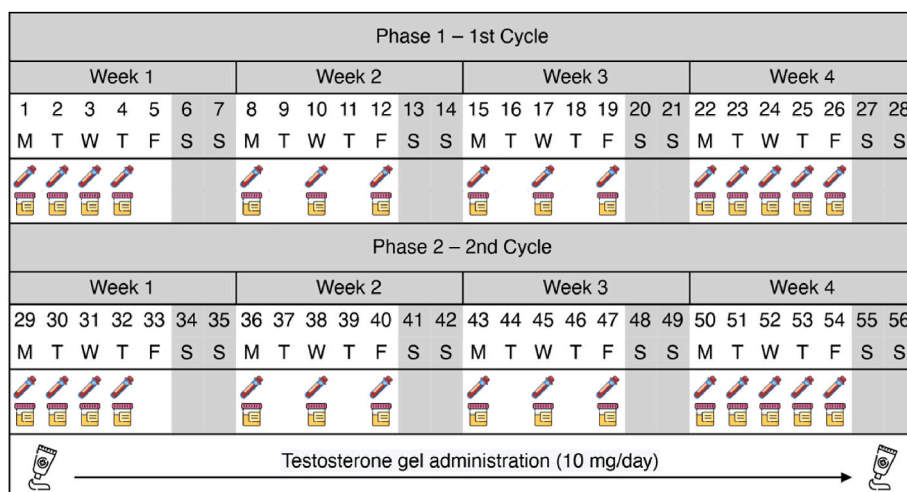 Phase 1 – 1st Cycle
Week 1 Week 2 Week 3 Week 4
1 2 3 4 5 6 7 8 9 10 11 12 13 14 15 16 17 18 19 20 21 22 23 24 25 26 27 28
M T W T F S S M T W T F S S M T W T F S S M T W T F S S
Phase 2 – 2nd Cycle
Week 1 Week 2 Week 3 Week 4
29 30 31 32 33 34 35 36 37 38 39 40 41 42 43 44 45 46 47 48 49 50 51 52 53 54 55 56
M T W T F S S M T W T F S S M T W T F S S M T W T F S S
Testosterone gel administration (10 mg/day)